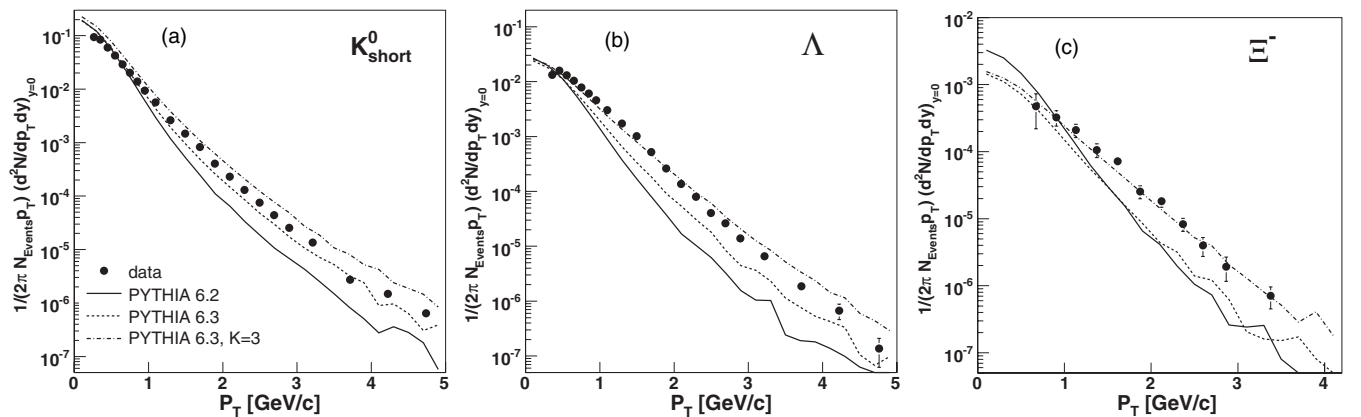 (a)
K⁰short
1/(2π N_Events p_T) (d²N/dp_T dy)_y=0
10⁻¹
10⁻²
10⁻³
10⁻⁴
10⁻⁵
10⁻⁶
10⁻⁷
data
PYTHIA 6.2
PYTHIA 6.3
PYTHIA 6.3, K=3
0 1 2 3 4 5
P_T [GeV/c]
(b)
Λ
1/(2π N_Events p_T) (d²N/dp_T dy)_y=0
10⁻¹
10⁻²
10⁻³
10⁻⁴
10⁻⁵
10⁻⁶
10⁻⁷
0 1 2 3 4 5
P_T [GeV/c]
(c)
Ξ⁻
1/(2π N_Events p_T) (d²N/dp_T dy)_y=0
10⁻²
10⁻³
10⁻⁴
10⁻⁵
10⁻⁶
10⁻⁷
0 1 2 3 4
P_T [GeV/c]